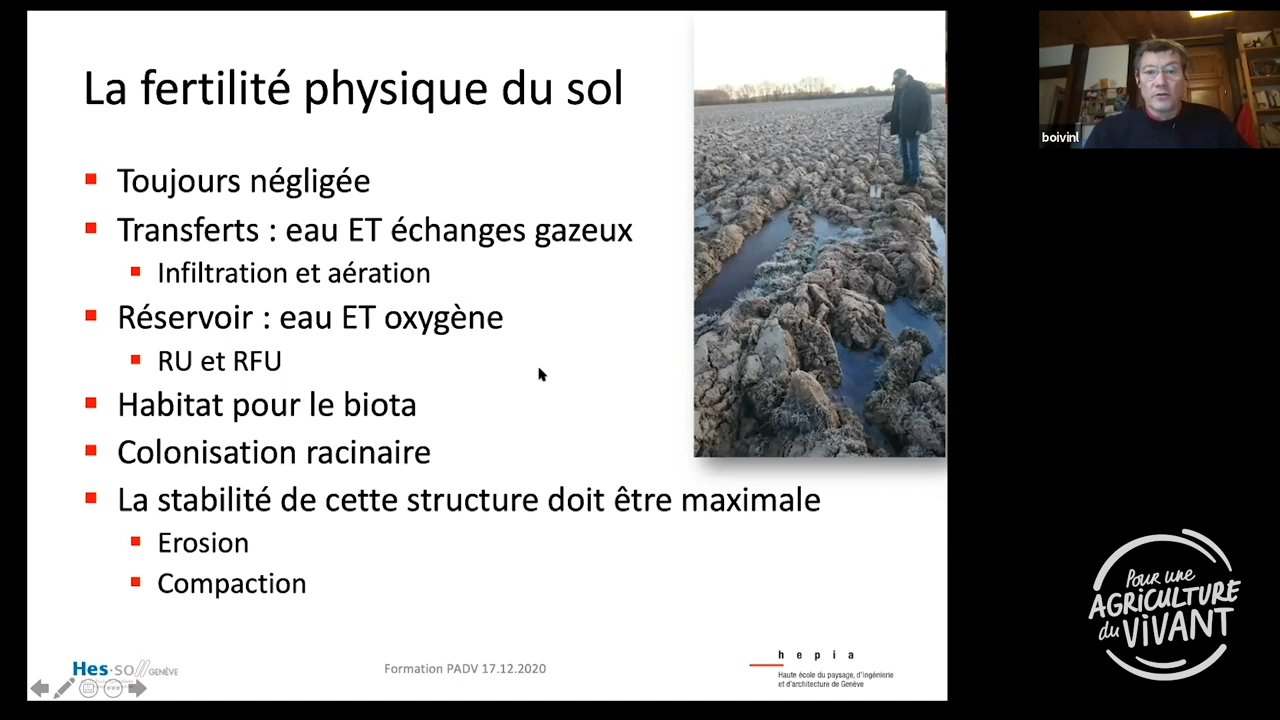 La fertilité physique du sol
Toujours négligée
Transferts : eau ET échanges gazeux
Infiltration et aération
Réservoir : eau ET oxygène
RU et RFU
Habitat pour le biota
Colonisation racinaire
La stabilité de cette structure doit être maximale
Erosion
Compaction
Hes·so// GENÈVE
Formation PADV 17.12.2020
hepia
Haute école du paysage, d'ingénierie
et d'architecture de Genève
boivinl
Pour une
AGRICULTURE
du VIVANT